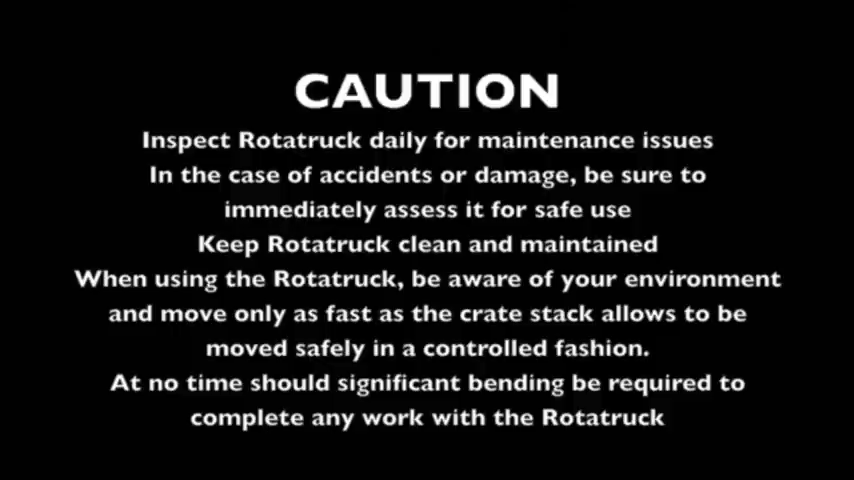 CAUTION
Inspect Rotatruck daily for maintenance issues
In the case of accidents or damage, be sure to
immediately assess it for safe use
Keep Rotatruck clean and maintained
When using the Rotatruck, be aware of your environment
and move only as fast as the crate stack allows to be
moved safely in a controlled fashion.
At no time should significant bending be required to
complete any work with the Rotatruck